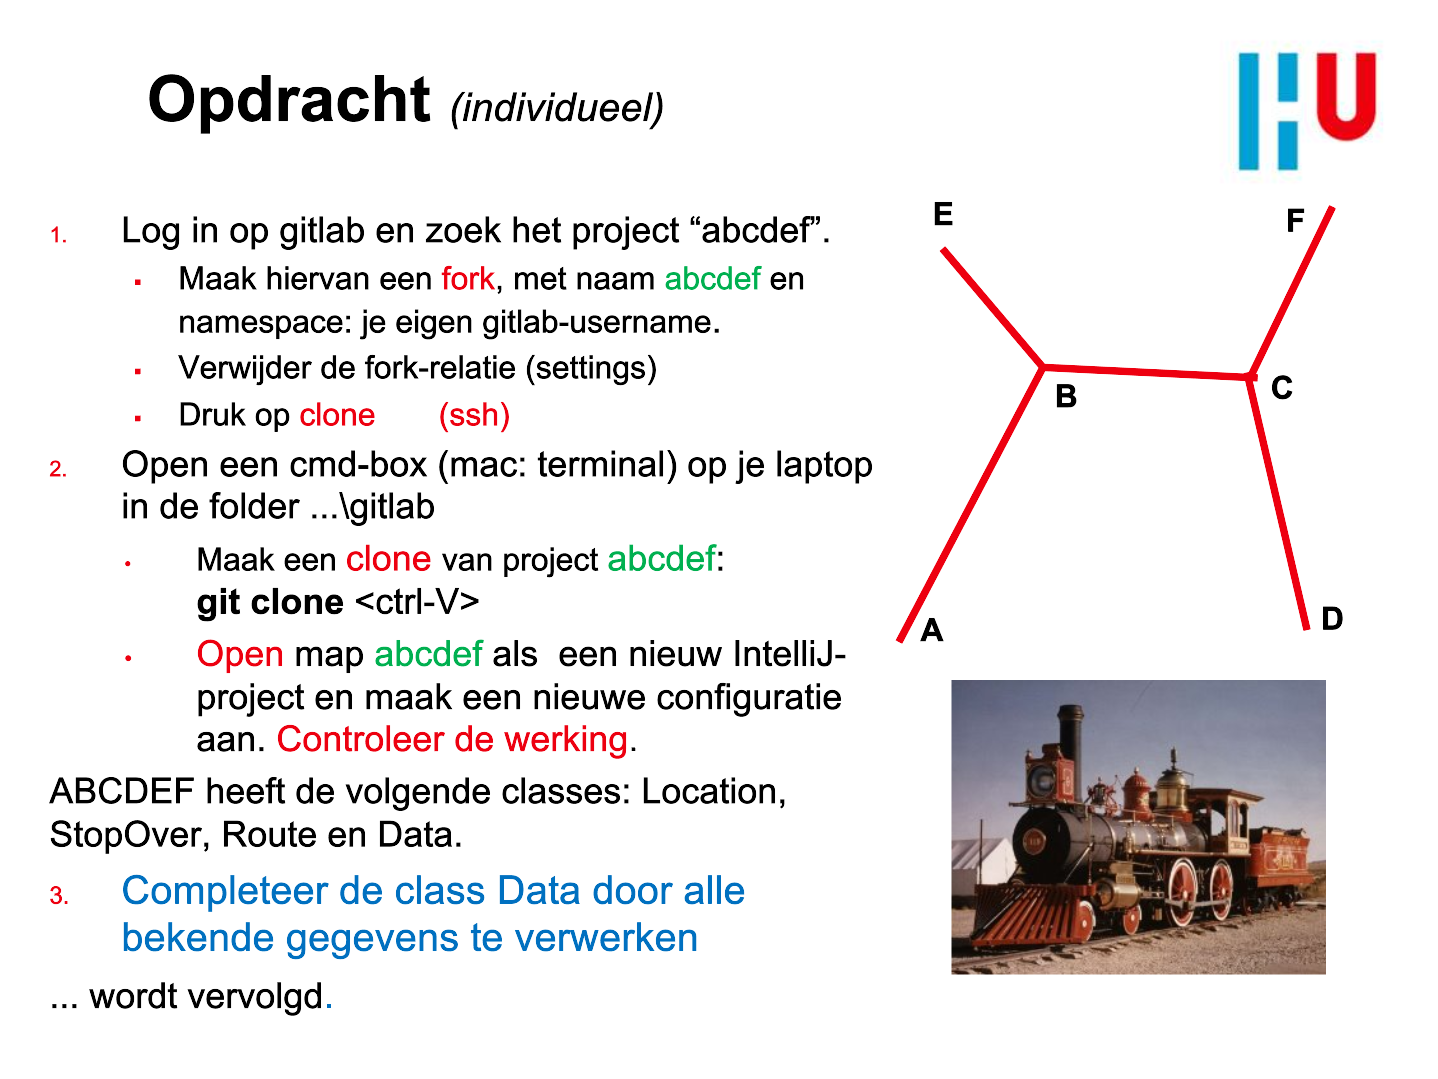 Opdracht (individueel)
HU
1. Log in op gitlab en zoek het project “abcdef”.
▪ Maak hiervan een fork, met naam abcdef en
namespace: je eigen gitlab-username.
▪ Verwijder de fork-relatie (settings)
▪ Druk op clone (ssh)
2. Open een cmd-box (mac: terminal) op je laptop
in de folder ...\gitlab
• Maak een clone van project abcdef:
git clone <ctrl-V>
• Open map abcdef als een nieuw IntelliJ-
project en maak een nieuwe configuratie
aan. Controleer de werking.
ABCDEF heeft de volgende classes: Location,
StopOver, Route en Data.
3. Completeer de class Data door alle
bekende gegevens te verwerken
... wordt vervolgd.
E
F
B
C
A
D